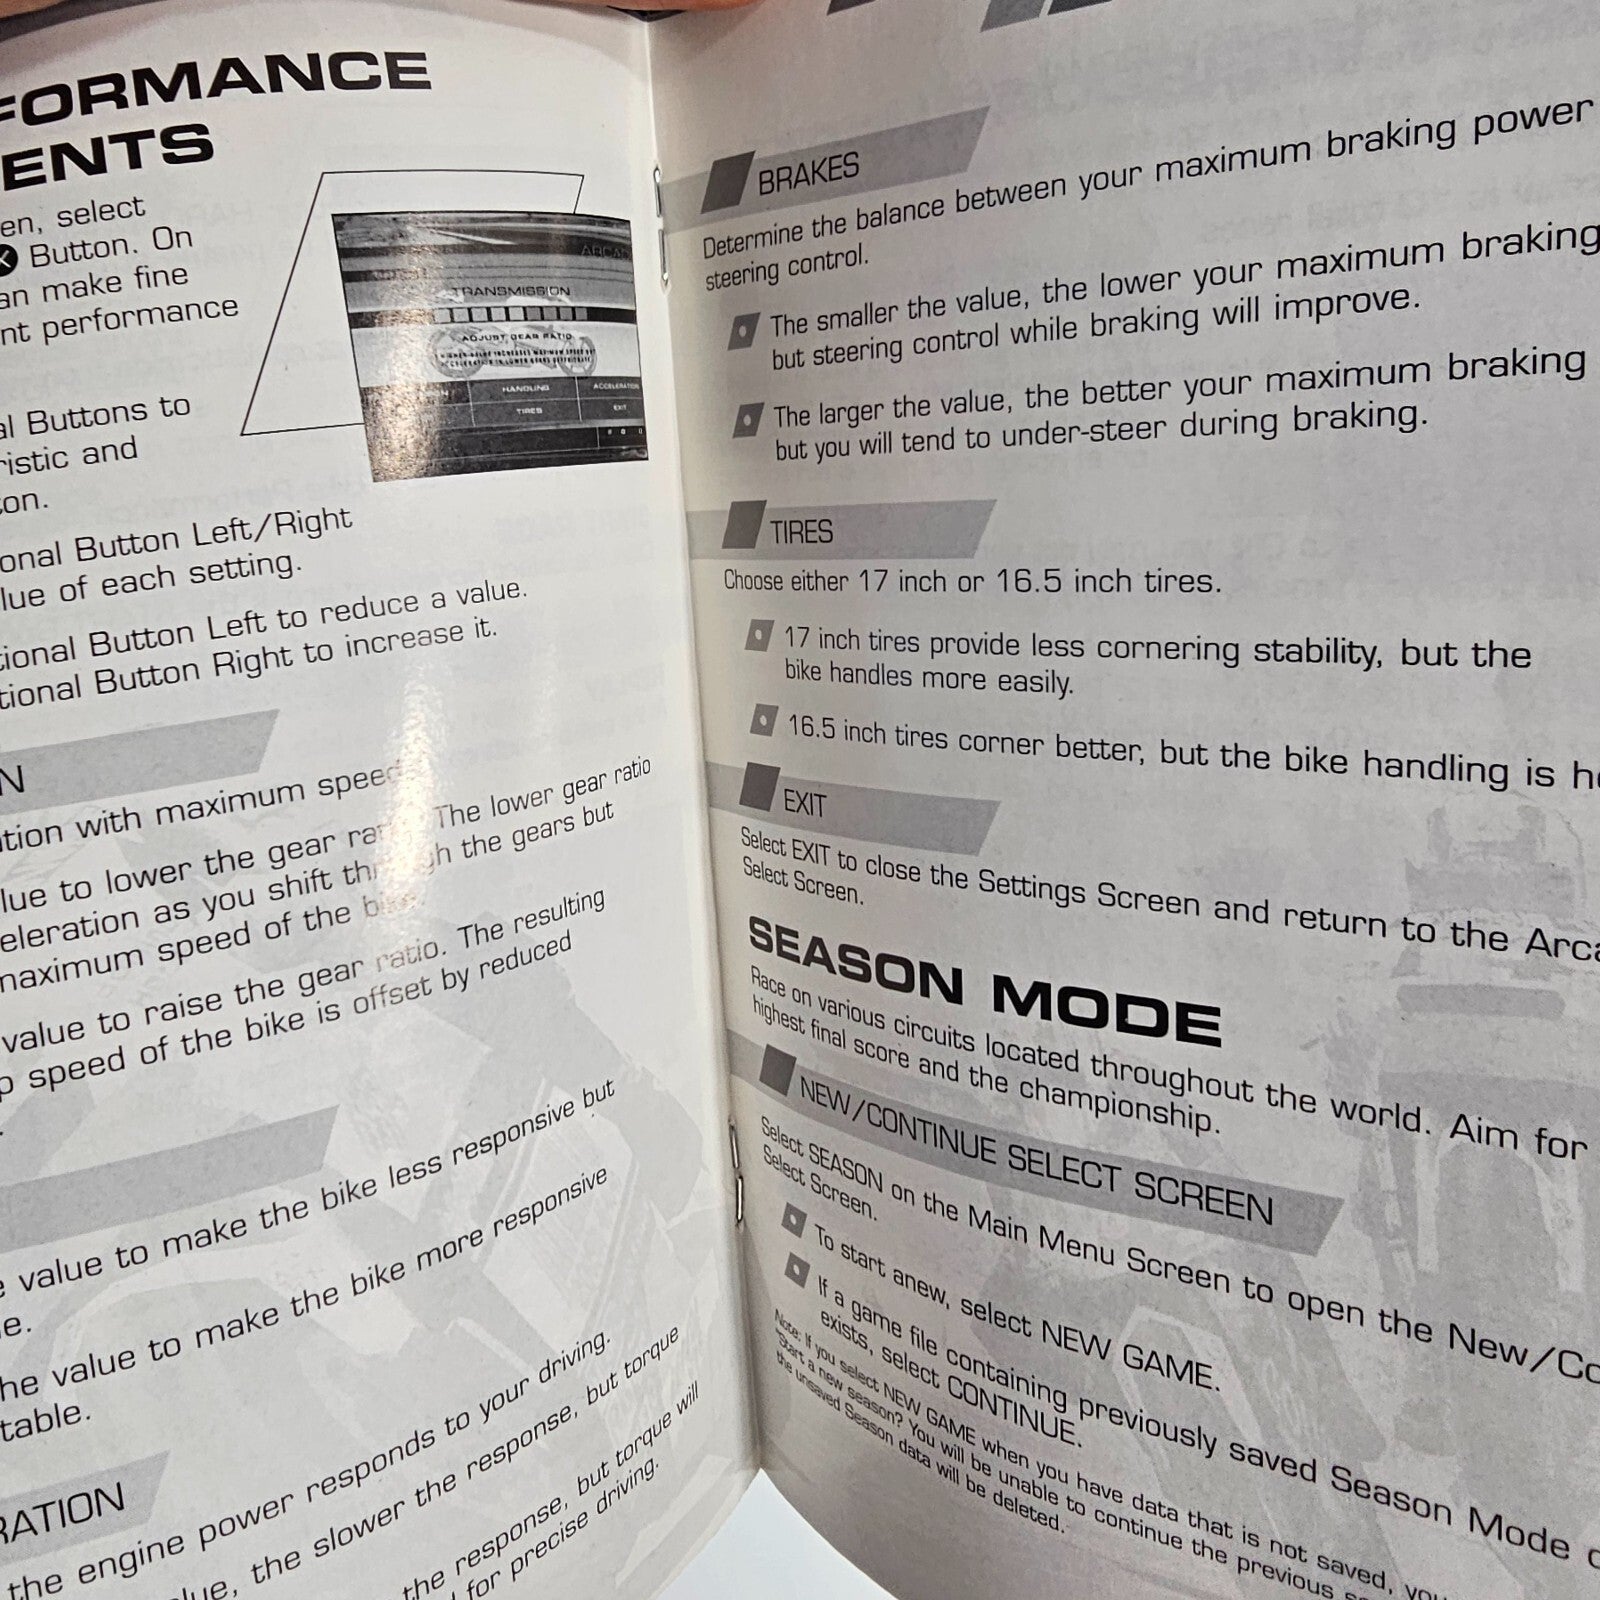 FORMANCE
ENTS
en, select
X Button. On
an make fine
nt performance
al Buttons to
ristic and
ton.
onal Button Left/Right
lue of each setting.
tional Button Left to reduce a value.
tional Button Right to increase it.
ARCAD
TRANSMISSION
ADJUST GEAR RATIO
HANDLING
ACCELERATION
TIRES
EXIT
N
ation with maximum speed
lue to lower the gear ratio. The lower gear ratio
eleration as you shift through the gears but
maximum speed of the bike.
value to raise the gear ratio. The resulting
p speed of the bike is offset by reduced
e value to make the bike less responsive but
le.
he value to make the bike more responsive
table.
RATION
the engine power responds to your driving.
lue, the slower the response, but torque
the response, but torque will
for precise driving.
BRAKES
Determine the balance between your maximum braking power
steering control.
The smaller the value, the lower your maximum braking
but steering control while braking will improve.
The larger the value, the better your maximum braking
but you will tend to under-steer during braking.
TIRES
Choose either 17 inch or 16.5 inch tires.
17 inch tires provide less cornering stability, but the
bike handles more easily.
16.5 inch tires corner better, but the bike handling is he
EXIT
Select EXIT to close the Settings Screen and return to the Arca
Select Screen.
SEASON MODE
Race on various circuits located throughout the world. Aim for
highest final score and the championship.
NEW/CONTINUE SELECT SCREEN
Select SEASON on the Main Menu Screen to open the New/Co
Select Screen.
To start anew, select NEW GAME.
If a game file containing previously saved Season Mode d
exists, select CONTINUE.
Note: If you select NEW GAME when you have data that is not saved, you
"Start a new season? You will be unable to continue the previous se
the unsaved Season data will be deleted.